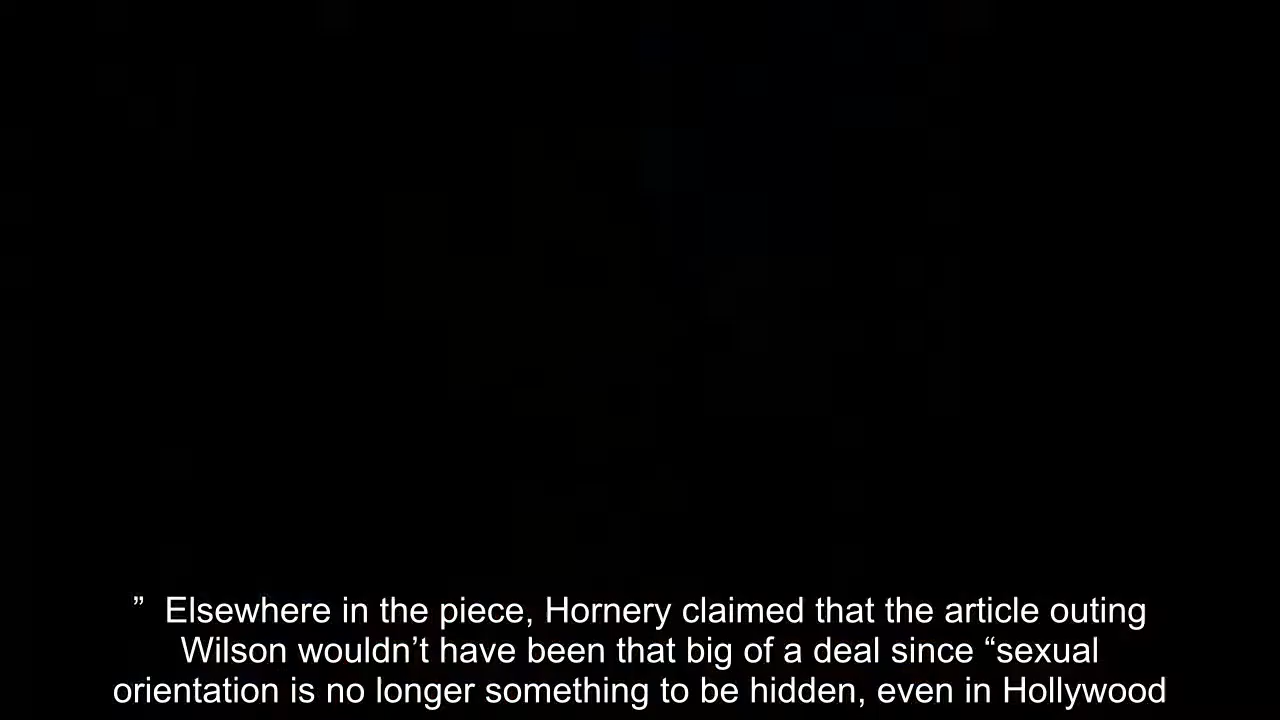 ”  Elsewhere in the piece, Hornery claimed that the article outing
Wilson wouldn’t have been that big of a deal since “sexual
orientation is no longer something to be hidden, even in Hollywood